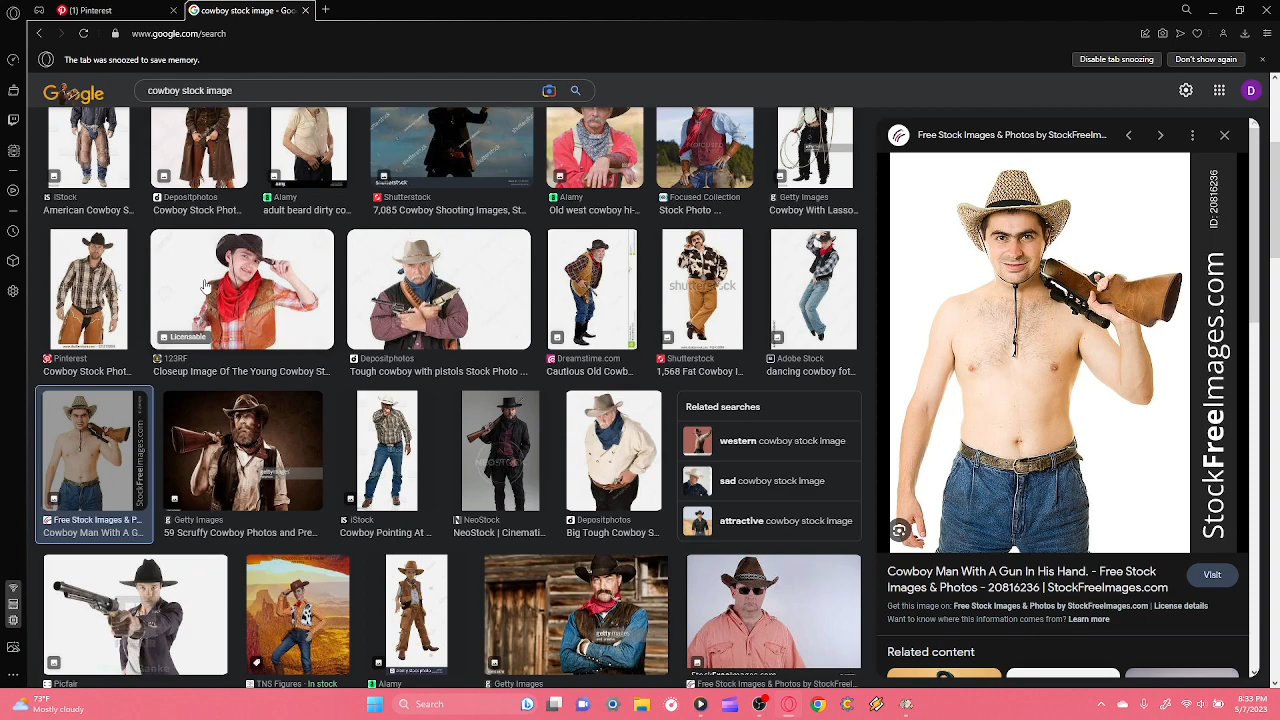 (1) Pinterest
cowboy stock image - Goo
www.google.com/search
The tab was snoozed to save memory.
Disable tab snoozing
Don't show again
Google
cowboy stock image
D
iStock
American Cowboy S...
Depositphotos
Cowboy Stock Phot...
Alamy
adult beard dirty co...
Shutterstock
7,085 Cowboy Shooting Images, St...
Alamy
Old west cowboy hi-...
Focused Collection
Stock Photo ...
Getty Images
Cowboy With Lasso...
Licensable
shutterstock
Pinterest
Cowboy Stock Phot...
123RF
Closeup Image Of The Young Cowboy St...
Depositphotos
Tough cowboy with pistols Stock Photo ...
Dreamstime.com
Cautious Old Cowb...
Shutterstock
1,568 Fat Cowboy I...
Adobe Stock
dancing cowboy fot...
StockFreeImages.com
gettyimages
NEOSTOCK
Free Stock Images & P...
Cowboy Man With A G...
Getty Images
59 Scruffy Cowboy Photos and Pre...
iStock
Cowboy Pointing At ...
NeoStock
NeoStock | Cinemati...
Depositphotos
Big Tough Cowboy S...
Related searches
western cowboy stock image
sad cowboy stock image
attractive cowboy stock image
gettyimages
Picfair
TNS Figures · In stock
Alamy
Getty Images
Free Stock Images & Photos by StockFreeI...
Free Stock Images & Photos by StockFreeIm...
ID: 20816236
StockFreeImages.com
Cowboy Man With A Gun In His Hand. - Free Stock
Images & Photos - 20816236 | StockFreeImages.com
Visit
Get this image on: Free Stock Images & Photos by StockFreeImages.com | License details
Want to know where this information comes from? Learn more
Related content
73°F
Mostly cloudy
Search
8:33 PM
5/7/2023